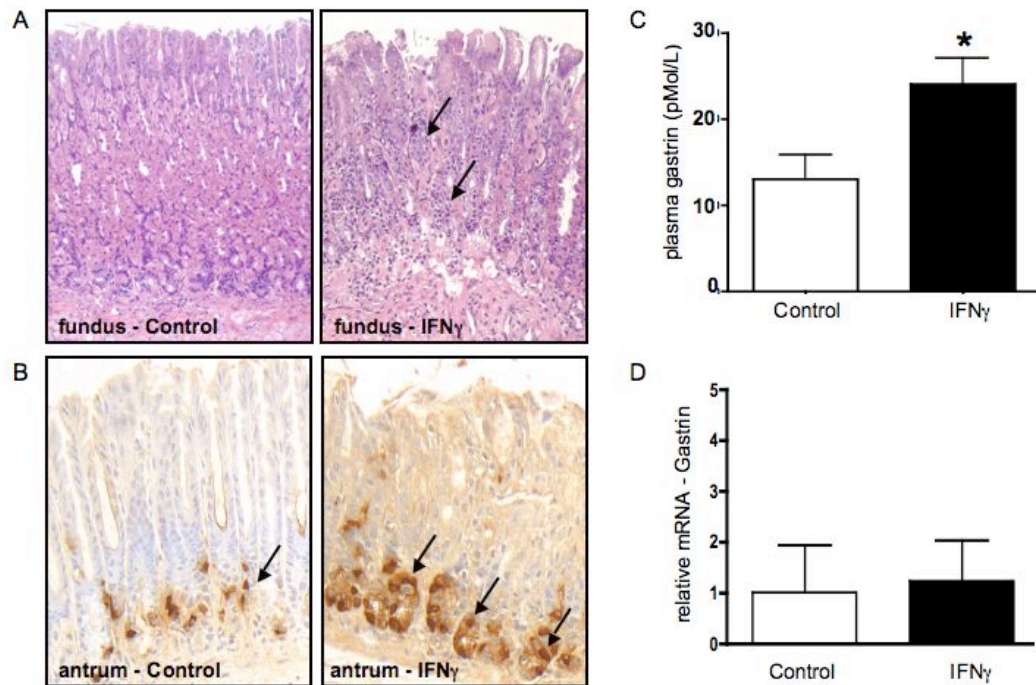 A
fundus - Control
fundus - IFNγ
B
antrum - Control
antrum - IFNγ
C
plasma gastrin (pMol/L)
30
20
10
0
*
Control
IFNγ
D
relative mRNA - Gastrin
5
4
3
2
1
0
Control
IFNγ